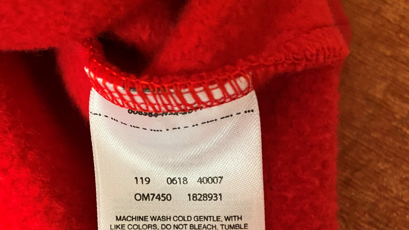 119 0618 40007
OM7450 1828931
MACHINE WASH COLD GENTLE, WITH
LIKE COLORS, DO NOT BLEACH, TUMBLE